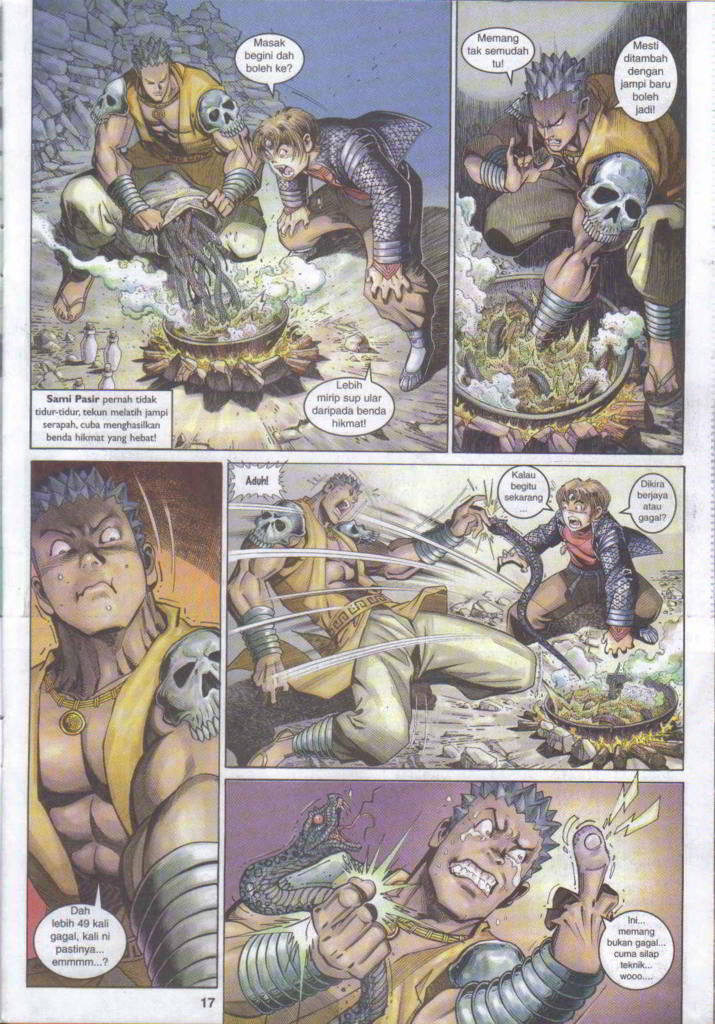 Masak
begini dah
boleh ke?
Sami Pasir pernah tidak
tidur-tidur, tekun melatih jampi
serapah, cuba menghasilkan
benda hikmat yang hebat!
Lebih
mirip sup ular
daripada benda
hikmat!
Memang
tak semudah
tu!
Mesti
ditambah
dengan
jampi baru
boleh
jadi!
Dah
lebih 49 kali
gagal, kali ni
pastinya...
emmmm...?
Aduh!
Kalau
begitu
sekarang
...
Dikira
berjaya
atau
gagal?
Ini...
memang
bukan gagal...
cuma silap
teknik...
wooo....
17